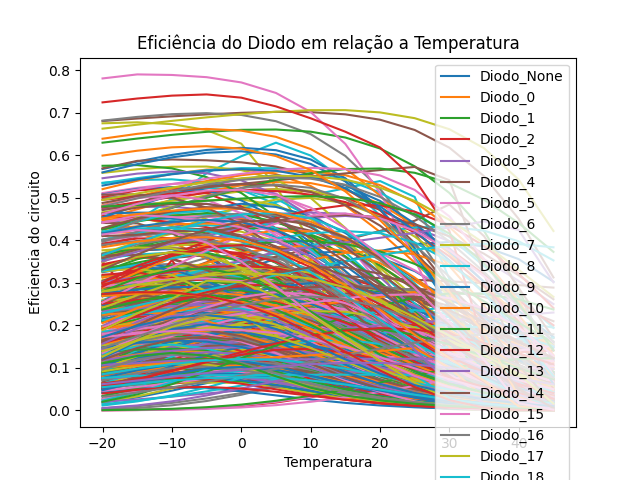 Eficiência do Diodo em relação a Temperatura
Eficiencia do circuito
0.8
0.7
0.6
0.5
0.4
0.3
0.2
0.1
0.0
−20
−10
0
10
20
30
40
Temperatura
Diodo_None
Diodo_0
Diodo_1
Diodo_2
Diodo_3
Diodo_4
Diodo_5
Diodo_6
Diodo_7
Diodo_8
Diodo_9
Diodo_10
Diodo_11
Diodo_12
Diodo_13
Diodo_14
Diodo_15
Diodo_16
Diodo_17
Diodo_18